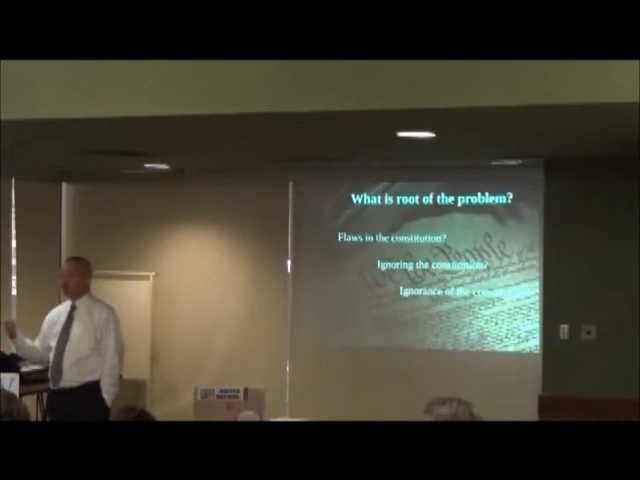 What is root of the problem?
Flaws in the constitution?
Ignoring the constitution?
Ignorance of the